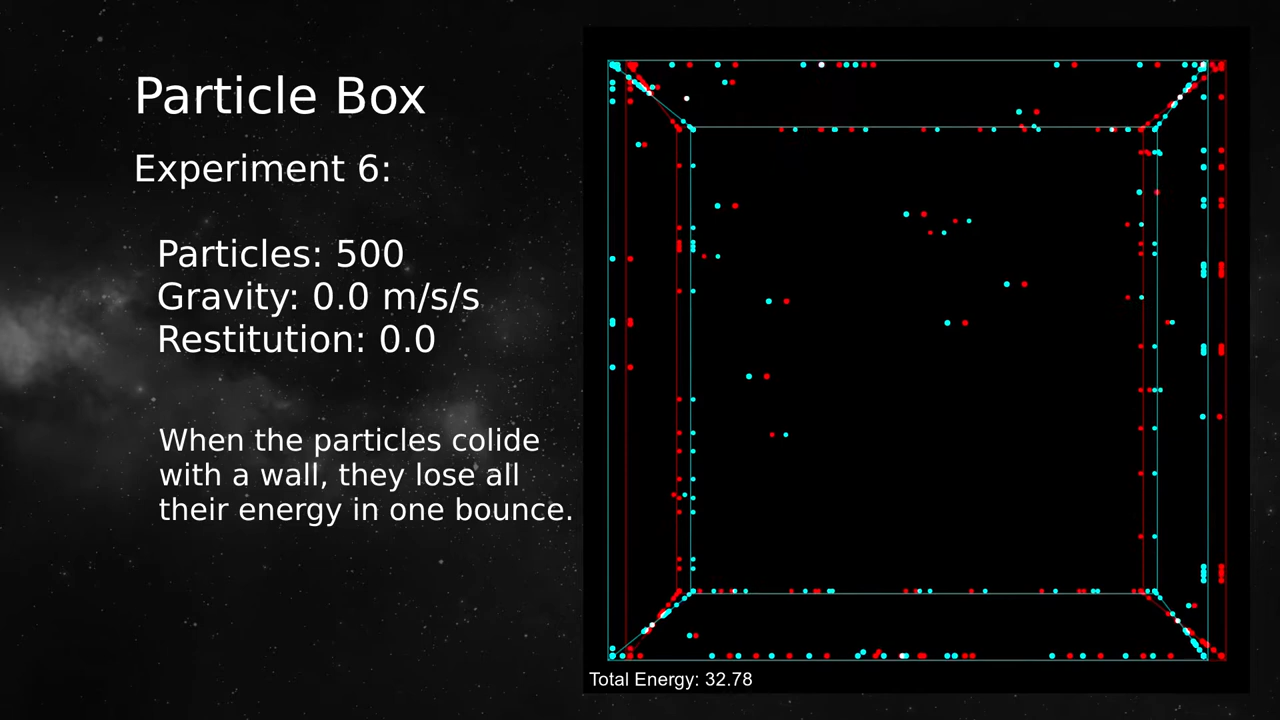 Particle Box
Experiment 6:
Particles: 500
Gravity: 0.0 m/s/s
Restitution: 0.0
When the particles colide
with a wall, they lose all
their energy in one bounce.
Total Energy: 32.78